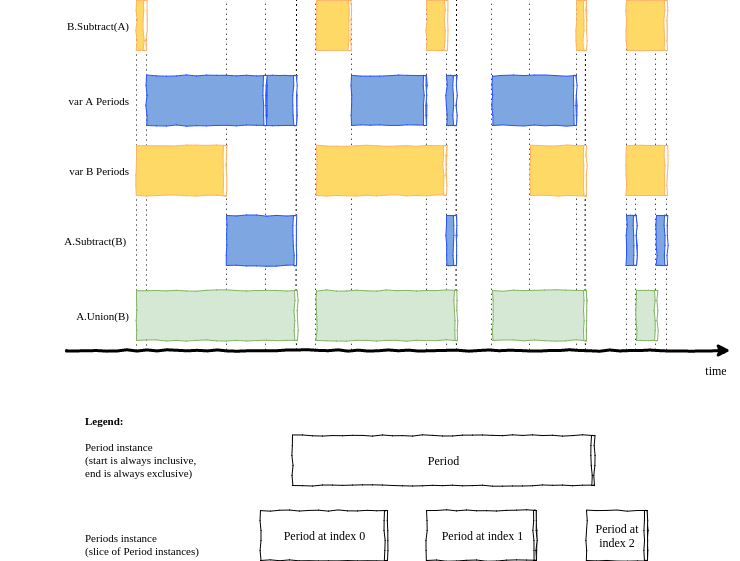 B.Subtract(A)
var A Periods
var B Periods
A.Subtract(B)
A.Union(B)
time
Legend:
Period instance
(start is always inclusive,
end is always exclusive)
Period
Periods instance
(slice of Period instances)
Period at index 0
Period at index 1
Period at
index 2